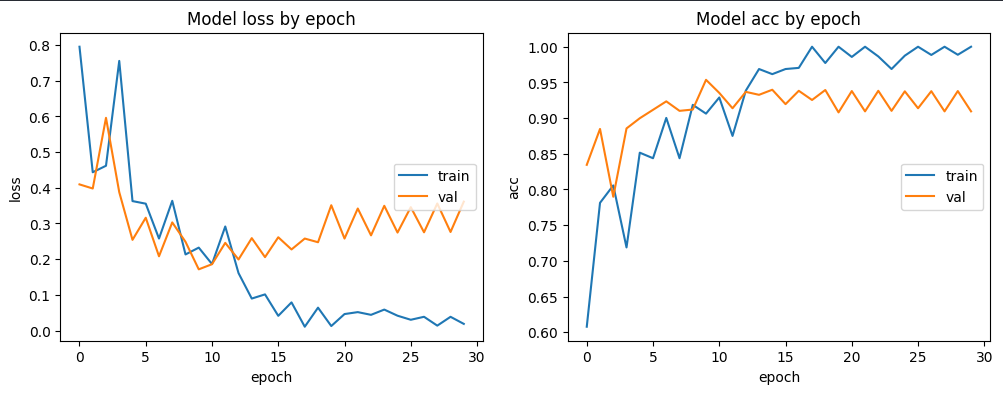 Model loss by epoch
0.8
0.7
0.6
0.5
0.4
0.3
0.2
0.1
0.0
loss
train
val
0 5 10 15 20 25 30
epoch
Model acc by epoch
1.00
0.95
0.90
0.85
0.80
0.75
0.70
0.65
0.60
acc
train
val
0 5 10 15 20 25 30
epoch